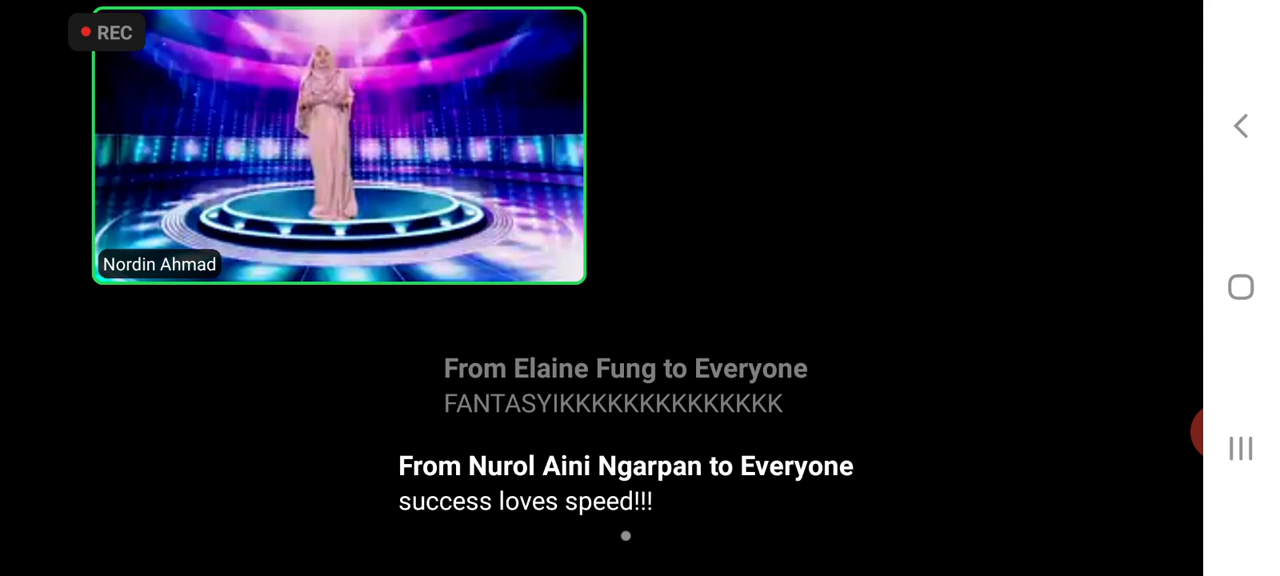 REC
Nordin Ahmad
From Elaine Fung to Everyone
FANTASYIKKKKKKKKKKKKKK
From Nurol Aini Ngarpan to Everyone
success loves speed!!!